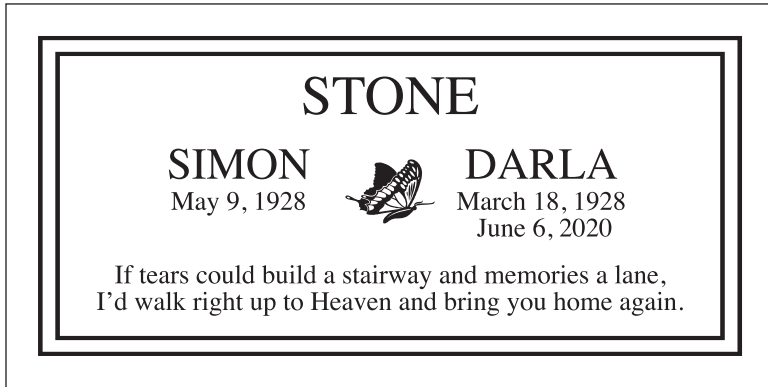 STONE
SIMON DARLA
May 9, 1928 March 18, 1928
June 6, 2020
If tears could build a stairway and memories a lane,
I'd walk right up to Heaven and bring you home again.